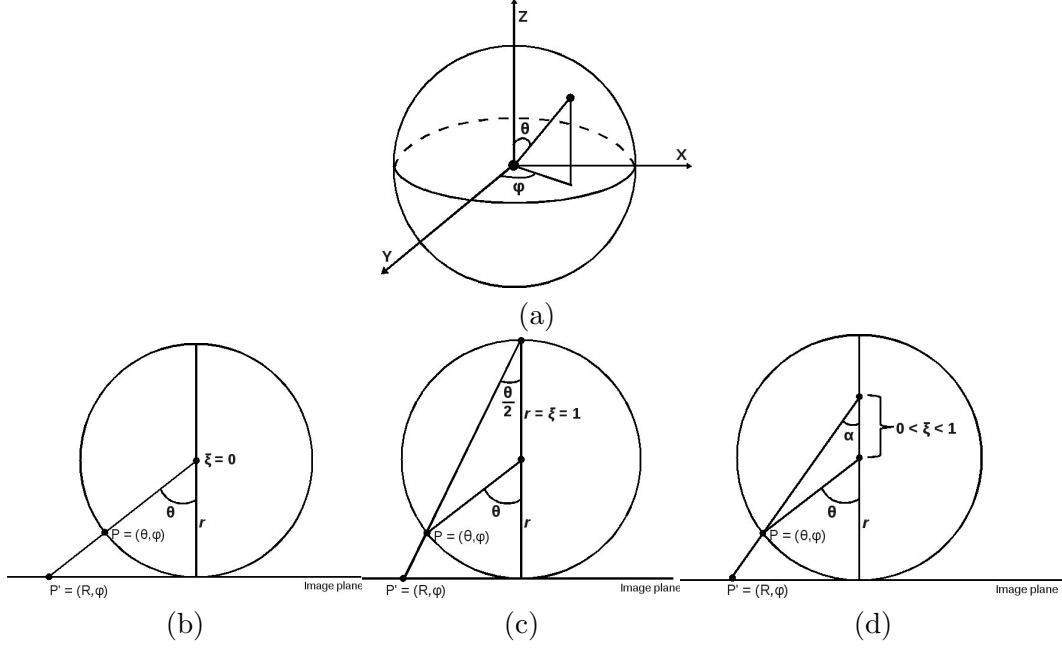 Z
θ
X
φ
Y
(a)
ξ = 0
θ
r
P = (θ,φ)
P' = (R,φ)
Image plane
(b)
θ
2
r = ξ = 1
θ
r
P = (θ,φ)
P' = (R,φ)
Image plane
(c)
α
0 < ξ < 1
θ
r
P = (θ,φ)
P' = (R,φ)
Image plane
(d)